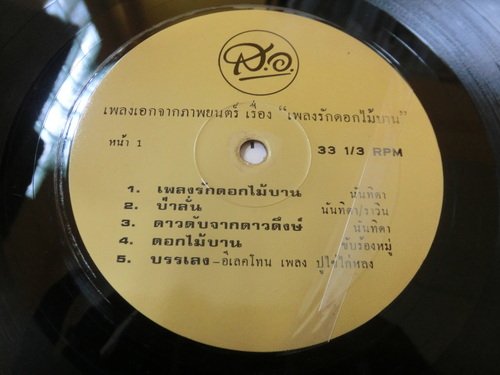 ส.อ.
เพลงเอกจากภาพยนตร์ เรื่อง "เพลงรักดอกไม้บาน"
หน้า 1 33 1/3 RPM
1. เพลงรักดอกไม้บาน นันทิดา
2. ป๋าลั่น นันทิดา/ราวิน
3. ดาวดับจากดาวดึงษ์ นันทิดา
4. ดอกไม้บาน ขับร้องหมู่
5. บรรเลง-อีเลคโทน เพลง ปูไข่ไก่หลง